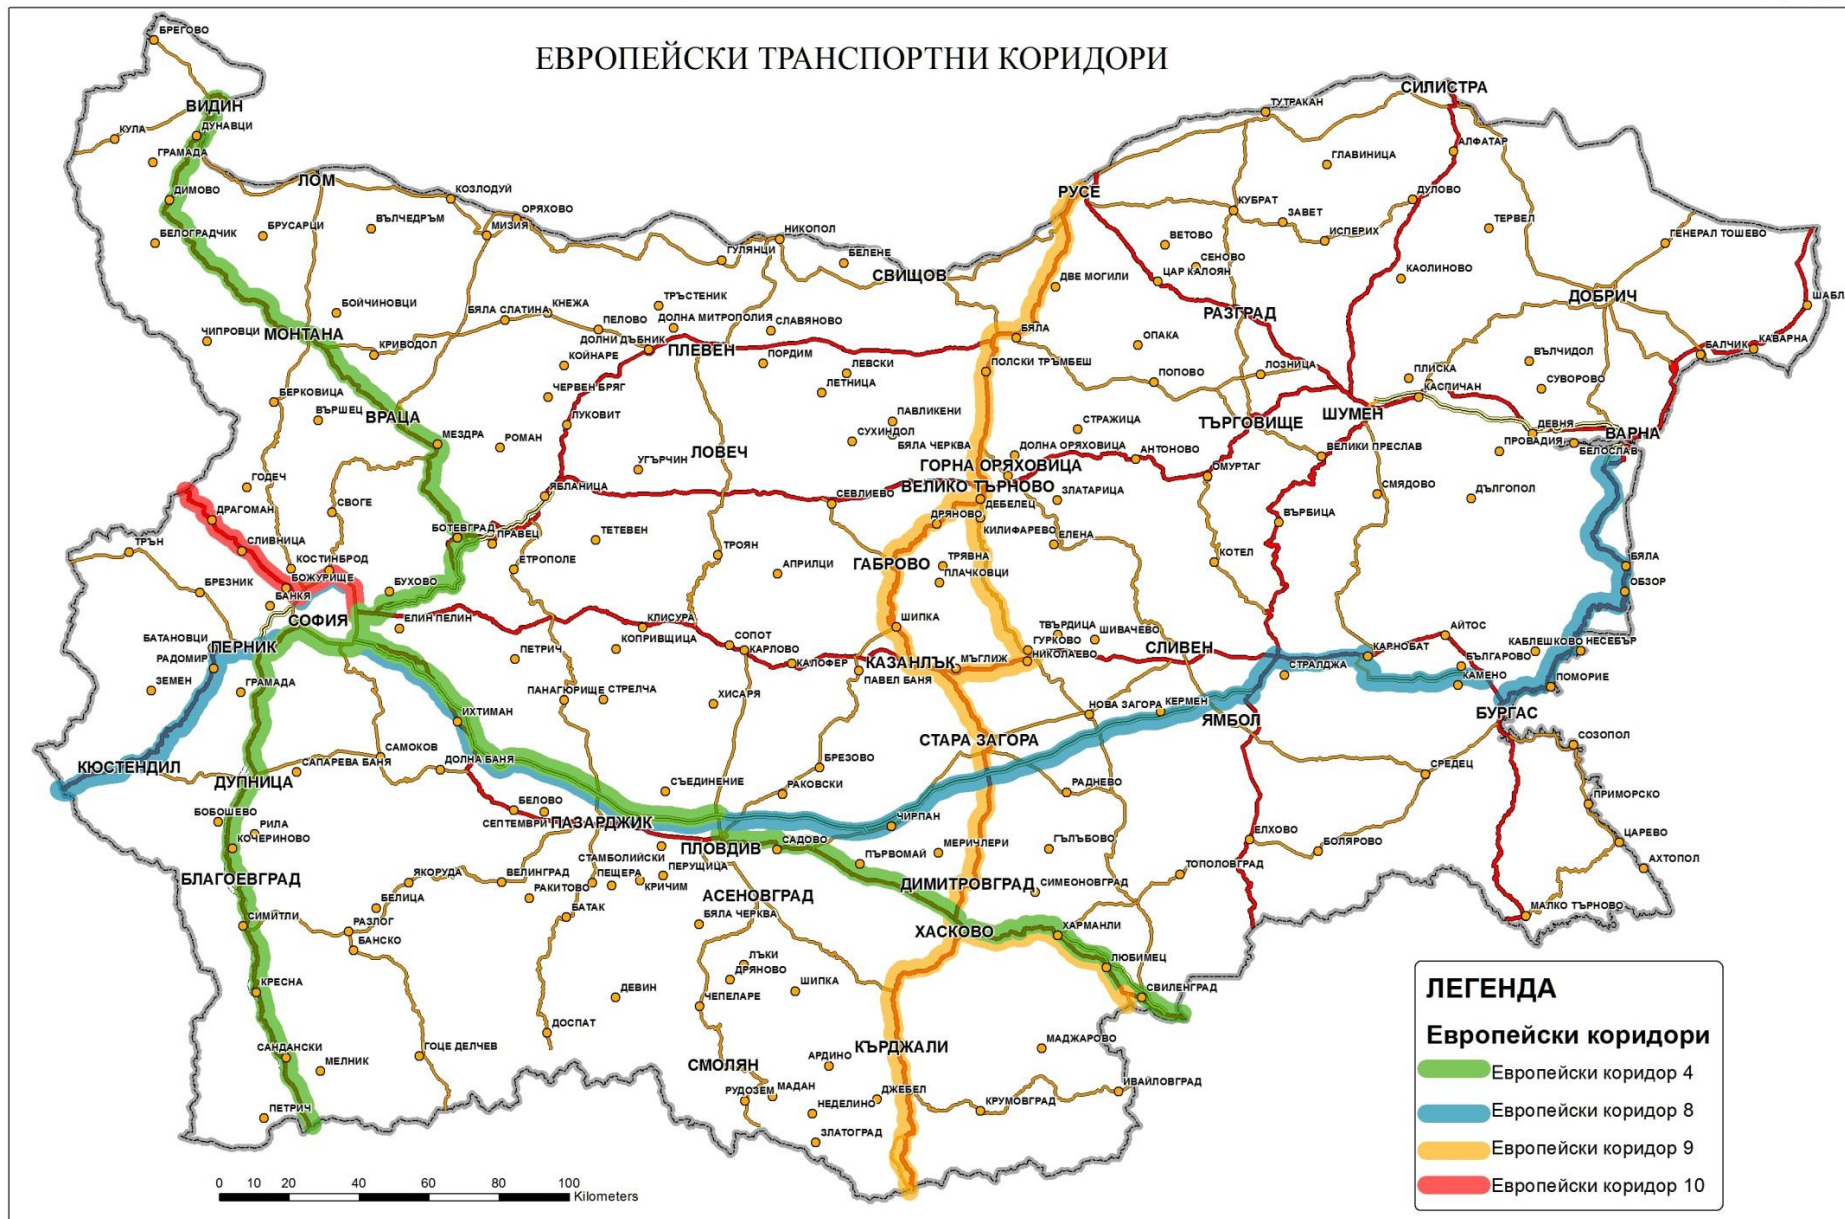 ЕВРОПЕЙСКИ ТРАНСПОРТНИ КОРИДОРИ
БРЕГОВО
ВИДИН
ДУНАВЦИ
КУЛА
ГРАМАДА
ДИМОВО
БЕЛОГРАДЧИК
ЛОМ
БРУСАРЦИ
ВЪЛЧЕДРЪМ
КОЗЛОДУЙ
МИЗИЯ
ОРЯХОВО
ГУЛЯНЦИ
НИКОПОЛ
БЕЛЕНЕ
СВИЩОВ
РУСЕ
ТУТРАКАН
СИЛИСТРА
АЛФАТАР
ГЛАВИНИЦА
ДУЛОВО
КУБРАТ
ЗАВЕТ
ИСПЕРИХ
ТЕРВЕЛ
ГЕНЕРАЛ ТОШЕВО
ВЕТОВО
СЕНОВО
ЦАР КАЛОЯН
ДВЕ МОГИЛИ
КАОЛИНОВО
ДОБРИЧ
ШАБЛ
РАЗГРАД
КАВАРНА
БАЛЧИК
БОЙЧИНОВЦИ
МОНТАНА
ЧИПРОВЦИ
КРИВОДОЛ
БЯЛА СЛАТИНА
КНЕЖА
ПЕЛОВО
ТРЪСТЕНИК
ДОЛНА МИТРОПОЛИЯ
СЛАВЯНОВО
ДОЛНИ ДЪБНИК
КОЙНАРЕ
ПЛЕВЕН
ПОРДИМ
ЛЕВСКИ
ЛЕТНИЦА
БЯЛА
ОПАКА
ПОЛСКИ ТРЪМБЕШ
ПОПОВО
ЛОЗНИЦА
ПЛИСКА
КАСПИЧАН
ВЪЛЧИДОЛ
СУВОРОВО
БЕРКОВИЦА
ВЪРШЕЦ
ВРАЦА
МЕЗДРА
РОМАН
ЧЕРВЕН БРЯГ
ЛУКОВИТ
УГЪРЧИН
ЛОВЕЧ
ПАВЛИКЕНИ
СУХИНДОЛ
БЯЛА ЧЕРКВА
СТРАЖИЦА
ДОЛНА ОРЯХОВИЦА
ГОРНА ОРЯХОВИЦА
ВЕЛИКО ТЪРНОВО
АНТОНОВО
ТЪРГОВИЩЕ
ШУМЕН
ОМУРТАГ
ВЕЛИКИ ПРЕСЛАВ
ДЕВНЯ
ПРОВАДИЯ
ВАРНА
БЕЛОСЛАВ
СМЯДОВО
ДЪЛГОПОЛ
ГОДЕЧ
СВОГЕ
ДРАГОМАН
СЛИВНИЦА
КОСТИНБРОД
БОЖУРИЩЕ
БАНКЯ
БРЕЗНИК
ТРЪН
БОТЕВГРАД
ПРАВЕЦ
ЯБЛАНИЦА
ТЕТЕВЕН
ЕТРОПОЛЕ
БУХОВО
ТРОЯН
АПРИЛЦИ
СЕВЛИЕВО
ДРЯНОВО
ДЕБЕЛЕЦ
КИЛИФАРЕВО
ЗЛАТАРИЦА
ЕЛЕНА
ГАБРОВО
ТРЯВНА
ПЛАЧКОВЦИ
ВЪРБИЦА
КОТЕЛ
БЯЛА
ОБЗОР
СОФИЯ
ЕЛИН ПЕЛИН
БАТАНОВЦИ
ПЕРНИК
РАДОМИР
ЗЕМЕН
ГРАМАДА
КЛИСУРА
КОПРИВЩИЦА
ПЕТРИЧ
ПАНАГЮРИЩЕ
СТРЕЛЧА
СОПОТ
КАРЛОВО
КАЛОФЕР
ХИСАРЯ
ШИПКА
КАЗАНЛЪК
ПАВЕЛ БАНЯ
МЪГЛИЖ
ТВЪРДИЦА
ГУРКОВО
НИКОЛАЕВО
ШИВАЧЕВО
СЛИВЕН
СТРАЛДЖА
КАРНОБАТ
АЙТОС
БЪЛГАРОВО
КАМЕНО
КАБЛЕШКОВО
НЕСЕБЪР
ПОМОРИЕ
БУРГАС
ЯМБОЛ
КЕРМЕН
НОВА ЗАГОРА
СТАРА ЗАГОРА
ИХТИМАН
САМОКОВ
САПАРЕВА БАНЯ
ДОЛНА БАНЯ
КЮСТЕНДИЛ
ДУПНИЦА
БОБОШЕВО
РИЛА
КОЧЕРИНОВО
БЕЛОВО
СЕПТЕМВРИ
ПАЗАРДЖИК
СЪЕДИНЕНИЕ
БРЕЗОВО
РАКОВСКИ
ЧИРПАН
РАДНЕВО
СРЕДЕЦ
СОЗОПОЛ
ПРИМОРСКО
ЦАРЕВО
АХТОПОЛ
МАЛКО ТЪРНОВО
БОЛЯРОВО
ЕЛХОВО
ТОПОЛОВГРАД
ПЛОВДИВ
САДОВО
СТАМБОЛИЙСКИ
ПЕРУЩИЦА
ПЕЩЕРА
КРИЧИМ
ПЪРВОМАЙ
МЕРИЧЛЕРИ
ГЪЛЪБОВО
БЛАГОЕВГРАД
ЯКОРУДА
ВЕЛИНГРАД
РАКИТОВО
БАТАК
БЕЛИЦА
РАЗЛОГ
БАНСКО
СИМИТЛИ
АСЕНОВГРАД
БЯЛА ЧЕРКВА
ДИМИТРОВГРАД
СИМЕОНОВГРАД
ХАСКОВО
ХАРМАНЛИ
ЛЮБИМЕЦ
СВИЛЕНГРАД
КРЕСНА
ЛЪКИ
ДРЯНОВО
ЧЕПЕЛАРЕ
ШИПКА
ДЕВИН
ДОСПАТ
ГОЦЕ ДЕЛЧЕВ
САНДАНСКИ
МЕЛНИК
ПЕТРИЧ
СМОЛЯН
АРДИНО
КЪРДЖАЛИ
МАДЖАРОВО
РУДОЗЕМ
МАДАН
НЕДЕЛИНО
ДЖЕБЕЛ
ЗЛАТОГРАД
КРУМОВГРАД
ИВАЙЛОВГРАД
0 10 20 40 60 80 100
Kilometers
ЛЕГЕНДА
Европейски коридори
Европейски коридор 4
Европейски коридор 8
Европейски коридор 9
Европейски коридор 10